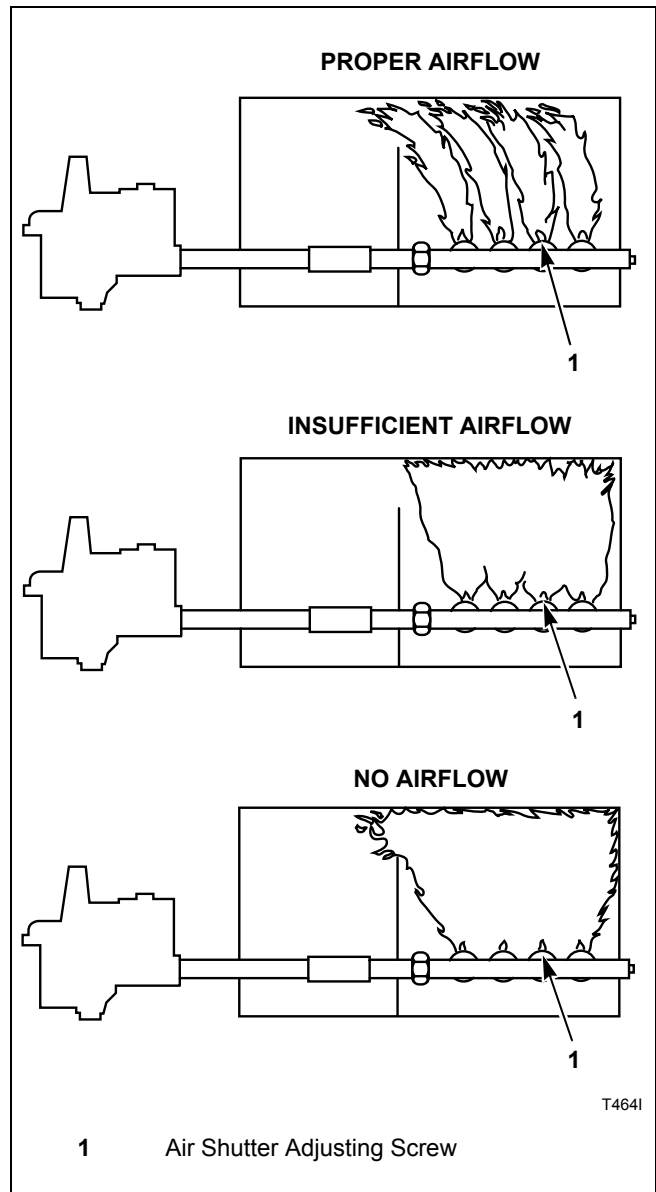 PROPER AIRFLOW
1
INSUFFICIENT AIRFLOW
1
NO AIRFLOW
1
T464I
1 Air Shutter Adjusting Screw